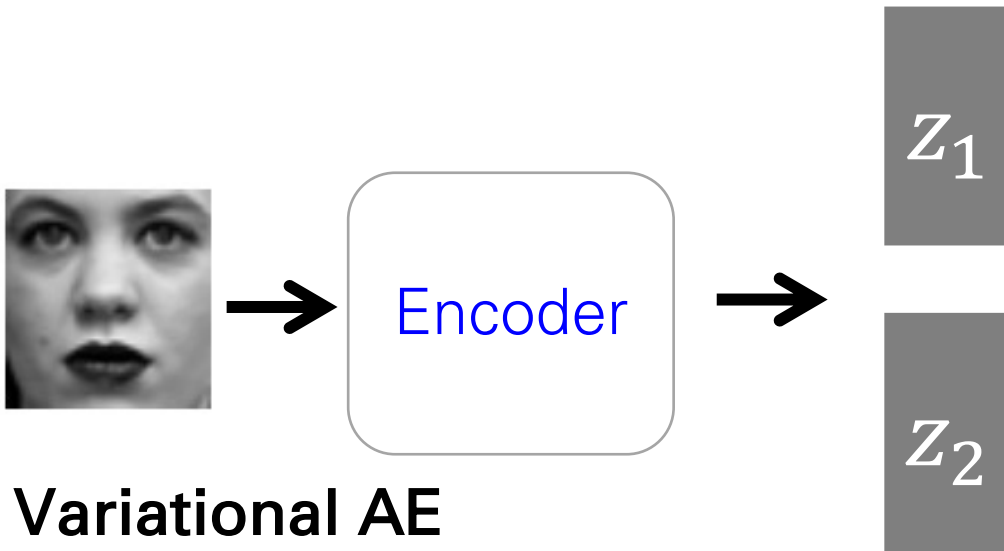 z₁
Encoder
z₂
Variational AE